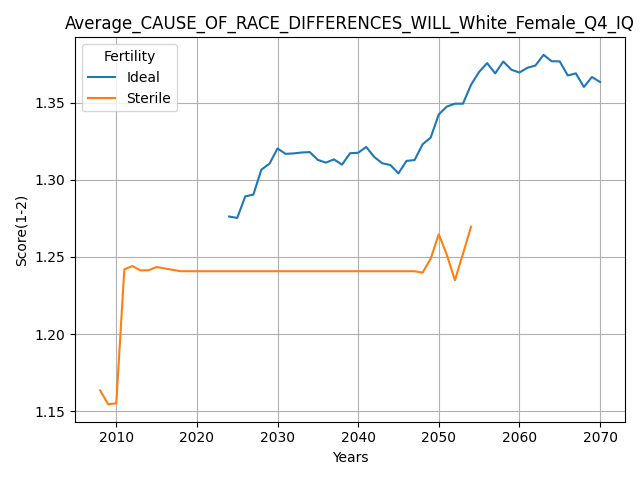 Average_CAUSE_OF_RACE_DIFFERENCES_WILL_White_Female_Q4_IQ
Fertility
Ideal
Sterile
Score(1-2)
1.35
1.30
1.25
1.20
1.15
2010 2020 2030 2040 2050 2060 2070
Years